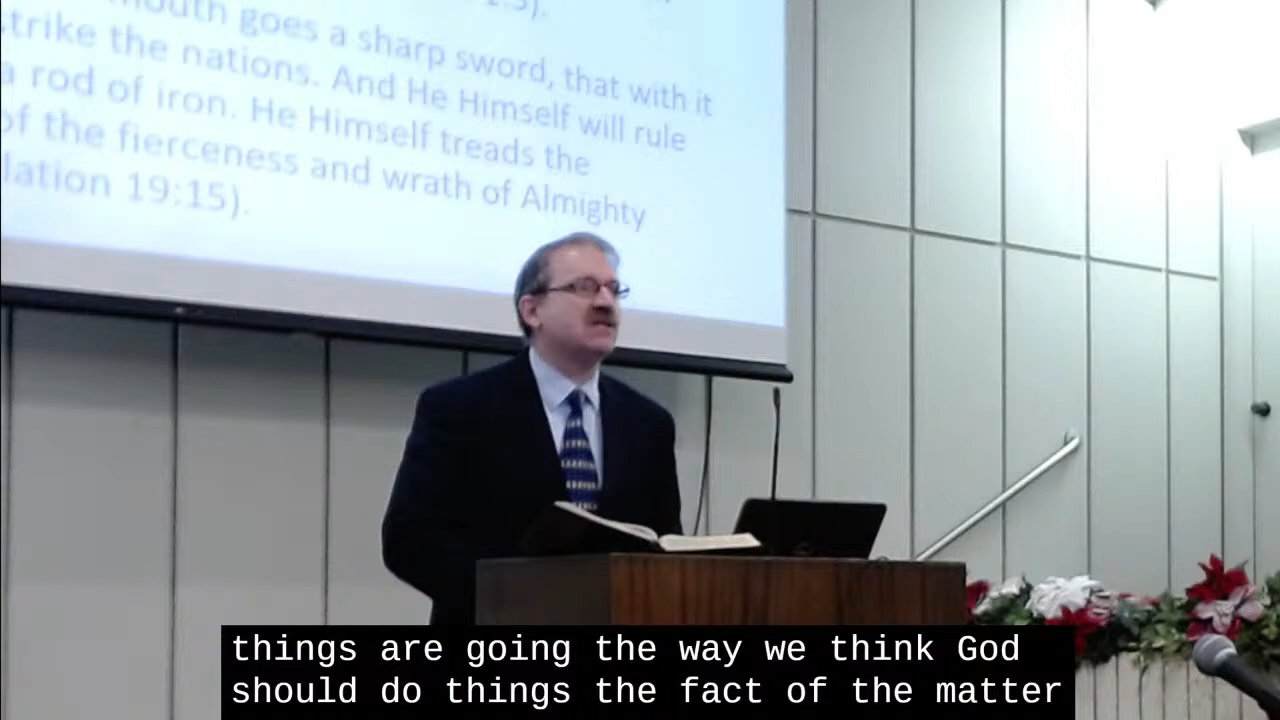 mouth goes a sharp sword, that with it
strike the nations. And He Himself will rule
a rod of iron. He Himself treads the
of the fierceness and wrath of Almighty
lation 19:15).
things are going the way we think God
should do things the fact of the matter